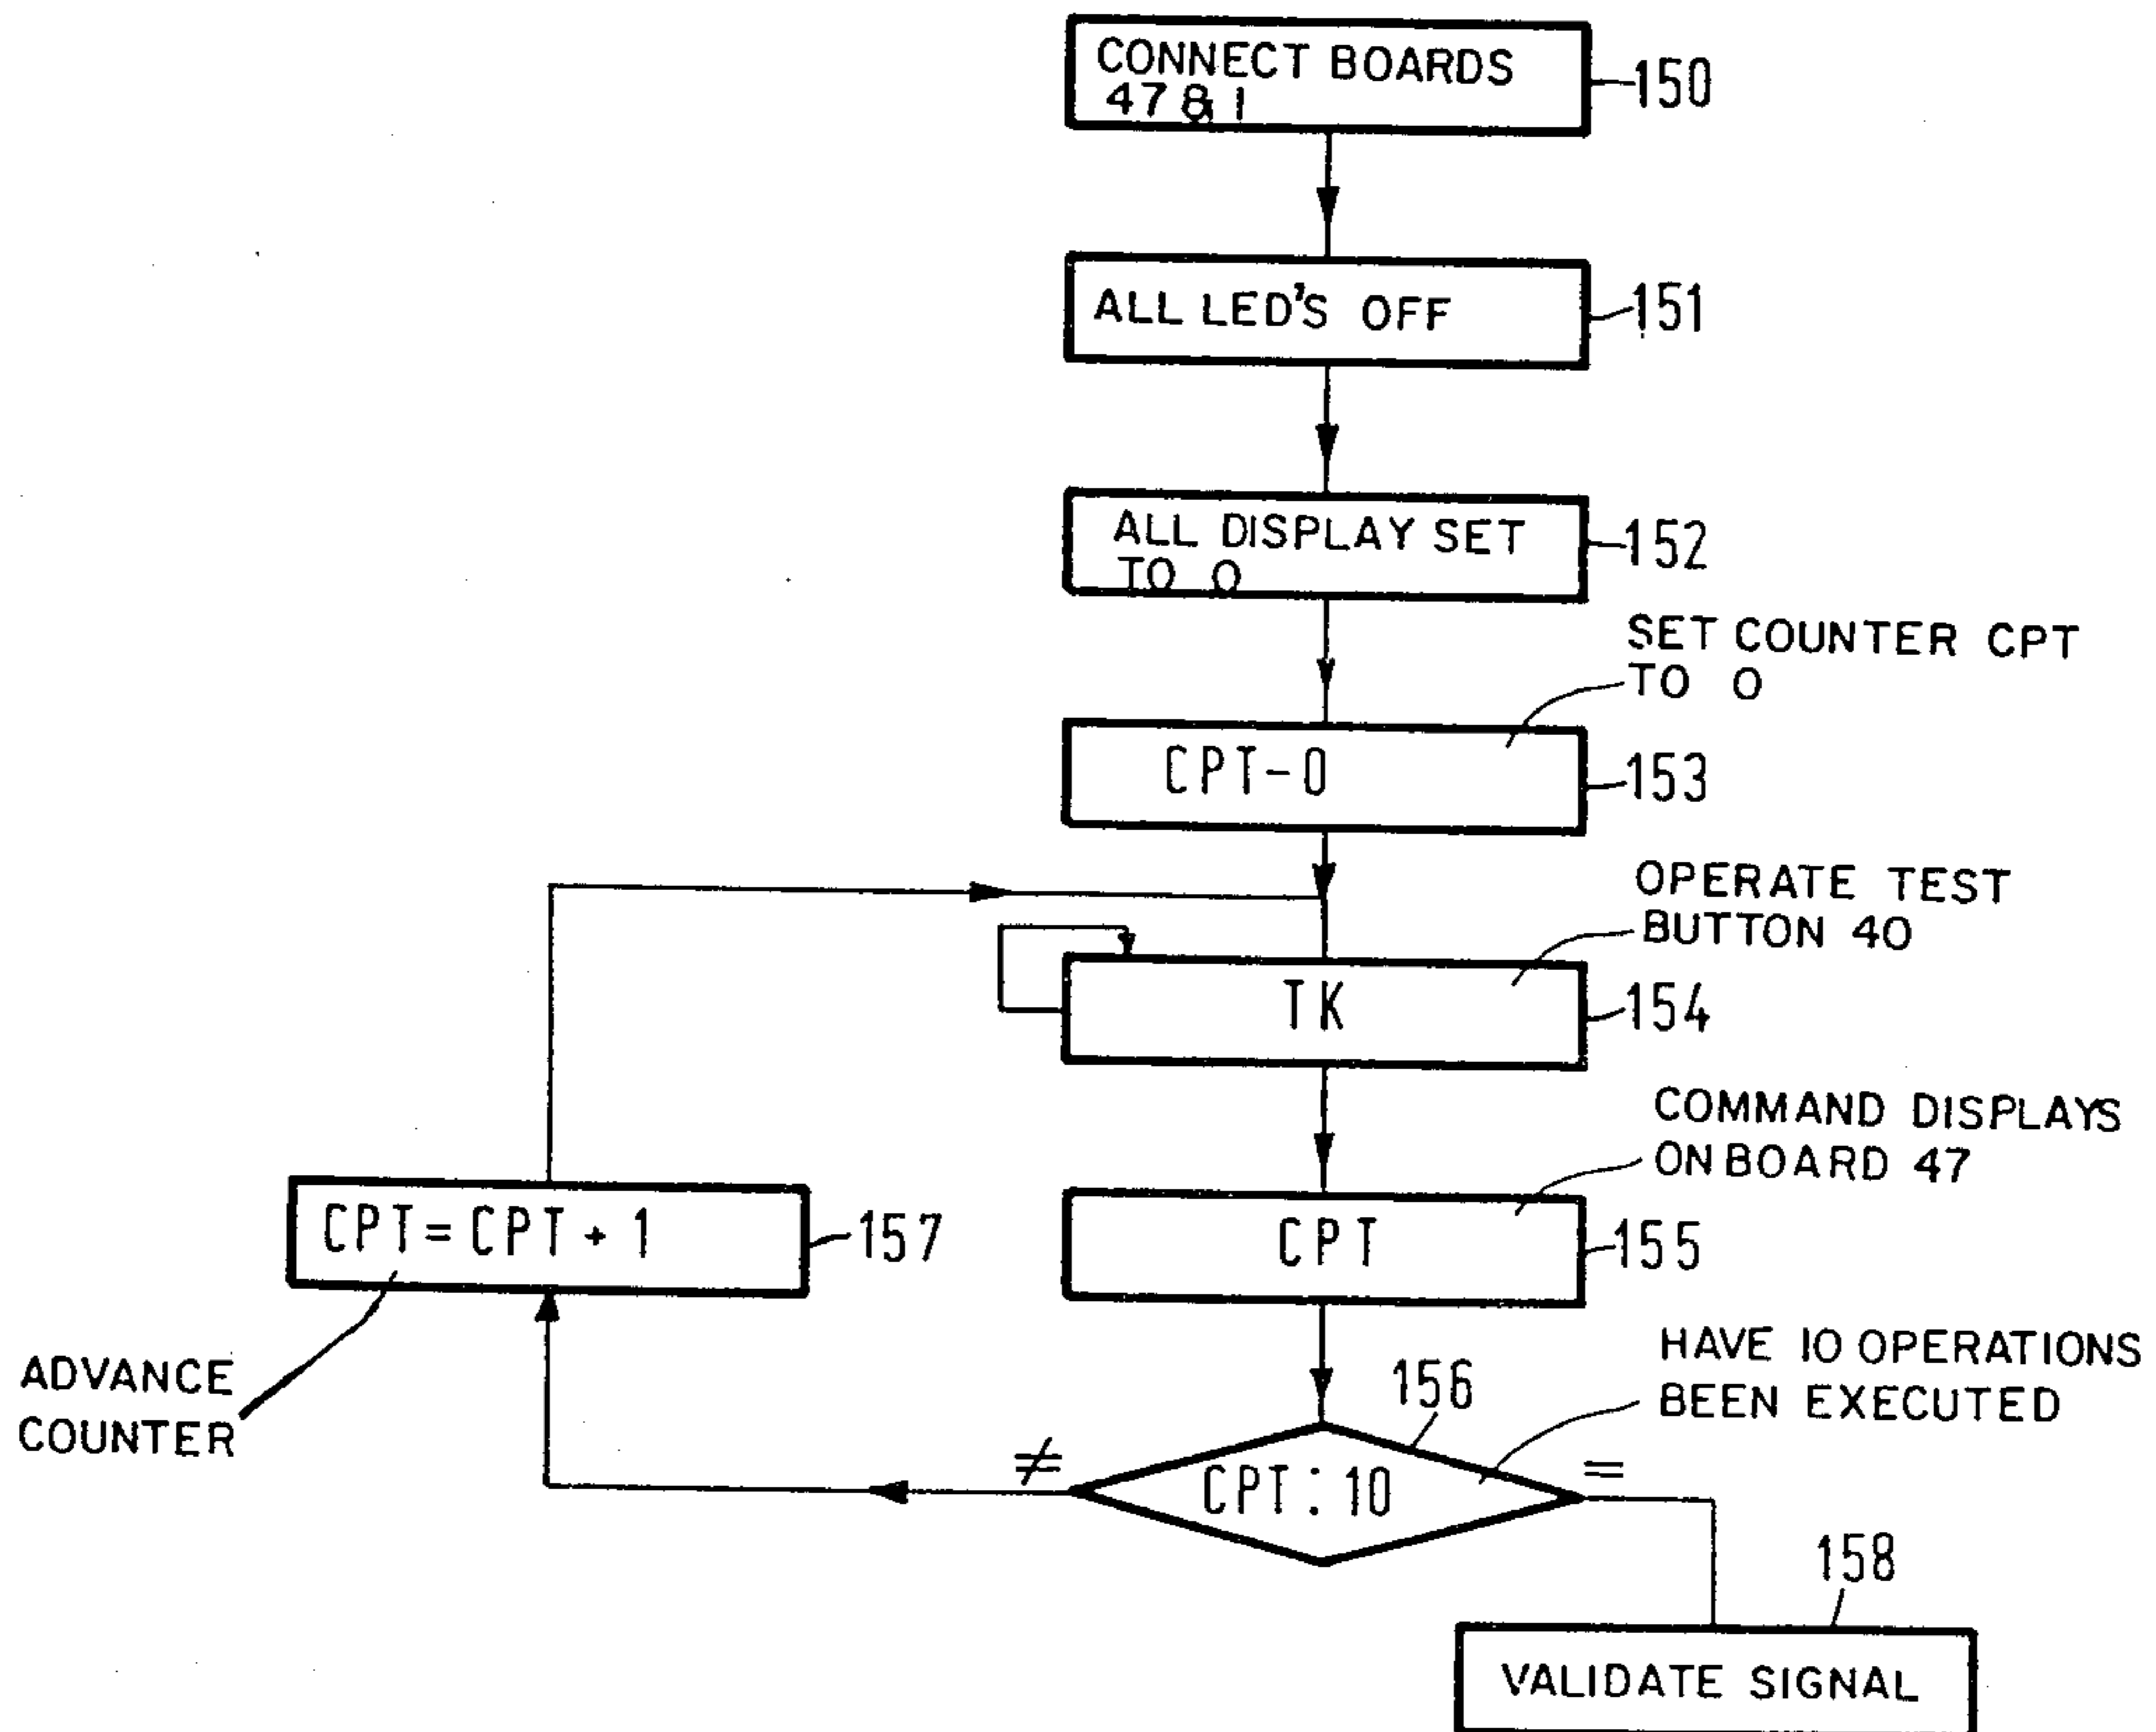 CONNECT BOARDS
47 & 1
150
ALL LED'S OFF
151
ALL DISPLAY SET
TO 0
152
SET COUNTER CPT
TO 0
CPT-0
153
OPERATE TEST
BUTTON 40
TK
154
COMMAND DISPLAYS
ON BOARD 47
CPT = CPT + 1
157
CPT
155
ADVANCE
COUNTER
HAVE 10 OPERATIONS
BEEN EXECUTED
156
≠
CPT : 10
=
158
VALIDATE SIGNAL